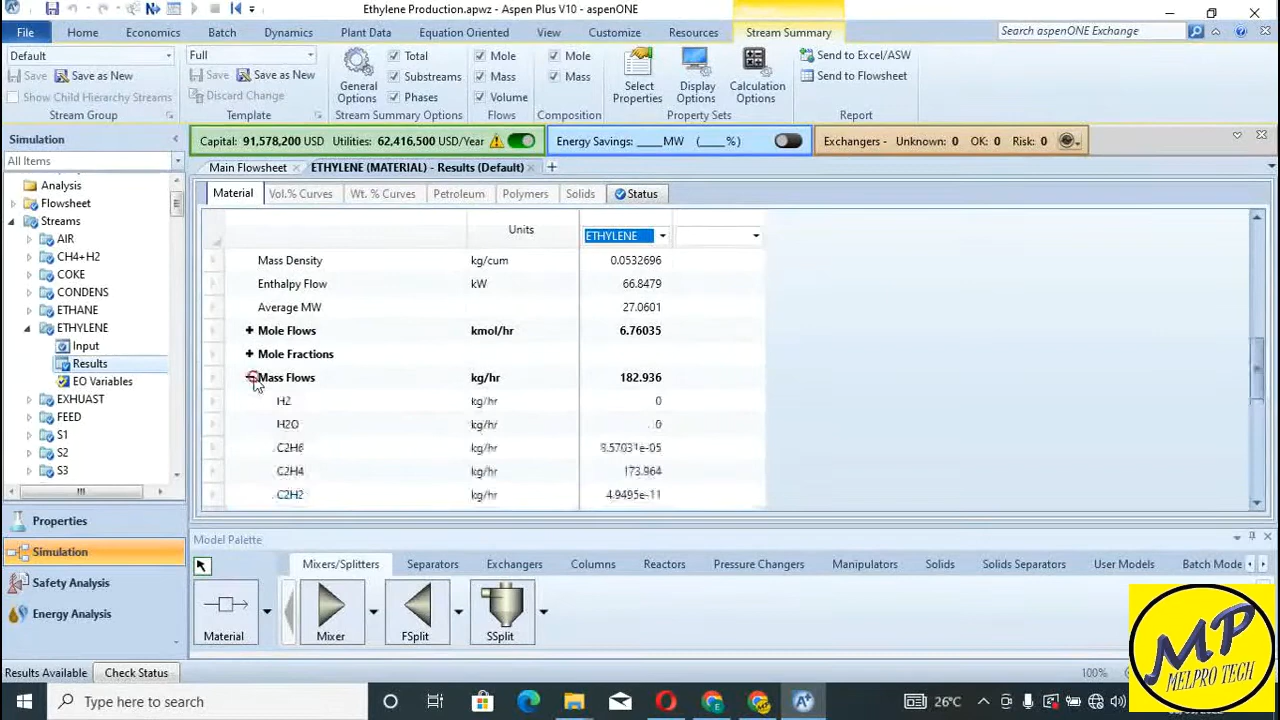 Ethylene Production.apwz - Aspen Plus V10 - aspenONE
File Home Economics Batch Dynamics Plant Data Equation Oriented View Customize Resources Stream Summary Search aspenONE Exchange
Default Full Total Mole Mole Send to Excel/ASW
Save Save as New Save Save as New Substreams Mass Mass Send to Flowsheet
Show Child Hierarchy Streams Discard Change Phases Volume
General Options Select Properties Display Options Calculation Options
Stream Group Template Stream Summary Options Flows Composition Property Sets Report
Simulation Capital: 91,578,200 USD Utilities: 62,416,500 USD/Year Energy Savings: ____ MW (____ %) Exchangers - Unknown: 0 OK: 0 Risk: 0
All Items
Main Flowsheet ETHYLENE (MATERIAL) - Results (Default)
Material Vol.% Curves Wt. % Curves Petroleum Polymers Solids Status
Analysis
Flowsheet
Streams
AIR
CH4+H2
COKE
CONDENS
ETHANE
ETHYLENE
Input
Results
EO Variables
EXHUAST
FEED
S1
S2
S3
Units ETHYLENE
Mass Density kg/cum 0.0532696
Enthalpy Flow kW 66.8479
Average MW 27.0601
Mole Flows kmol/hr 6.76035
Mole Fractions
Mass Flows kg/hr 182.936
H2 kg/hr 0
H2O kg/hr 0
C2H6 kg/hr 8.57031e-05
C2H4 kg/hr 173.964
C2H2 kg/hr 4.9495e-11
Properties
Simulation
Safety Analysis
Energy Analysis
Model Palette
Mixers/Splitters Separators Exchangers Columns Reactors Pressure Changers Manipulators Solids Solids Separators User Models Batch Mode
Material Mixer FSplit SSplit
Results Available Check Status 100%
MP
MELPRO TECH
Type here to search 26°C